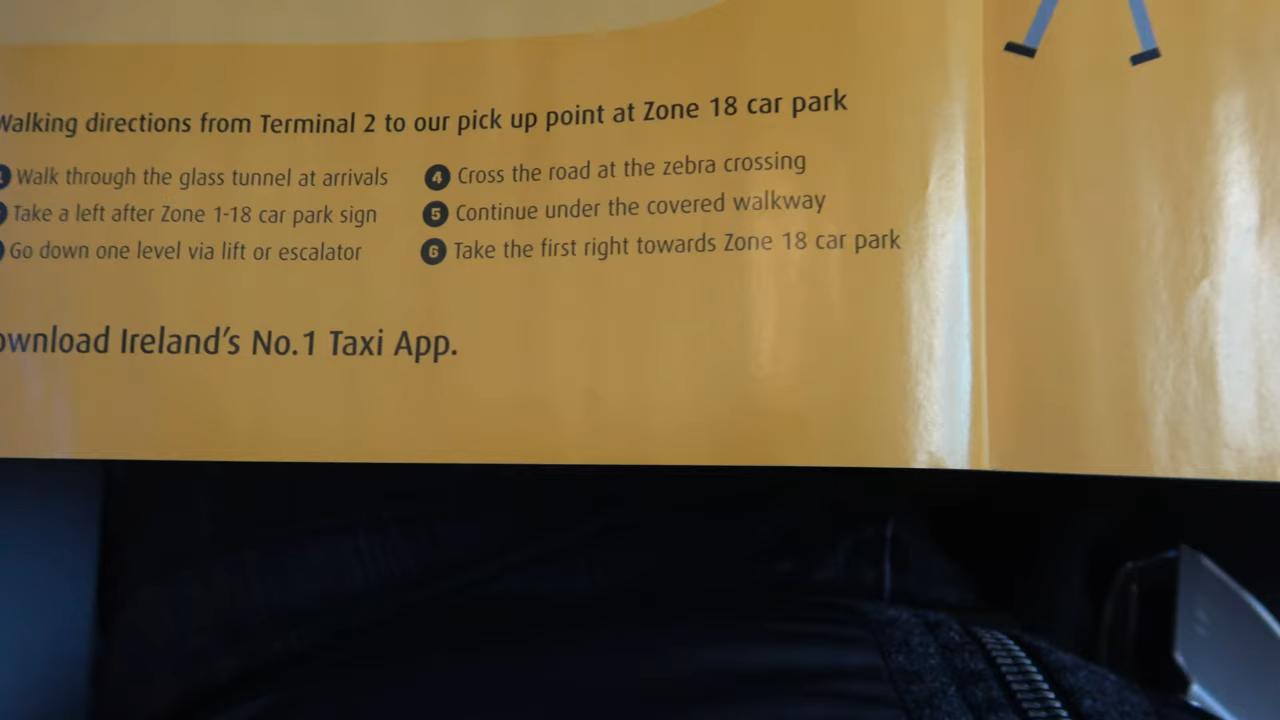 Walking directions from Terminal 2 to our pick up point at Zone 18 car park
Walk through the glass tunnel at arrivals
Take a left after Zone 1-18 car park sign
Go down one level via lift or escalator
4 Cross the road at the zebra crossing
5 Continue under the covered walkway
6 Take the first right towards Zone 18 car park
ownload Ireland's No.1 Taxi App.